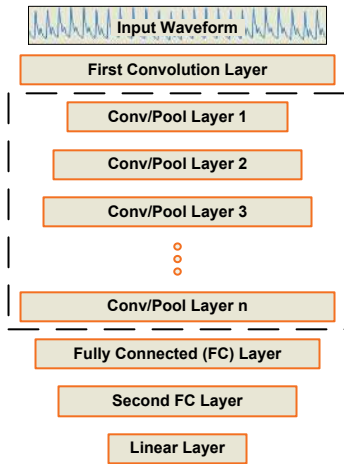 Input Waveform
First Convolution Layer
Conv/Pool Layer 1
Conv/Pool Layer 2
Conv/Pool Layer 3
Conv/Pool Layer n
Fully Connected (FC) Layer
Second FC Layer
Linear Layer